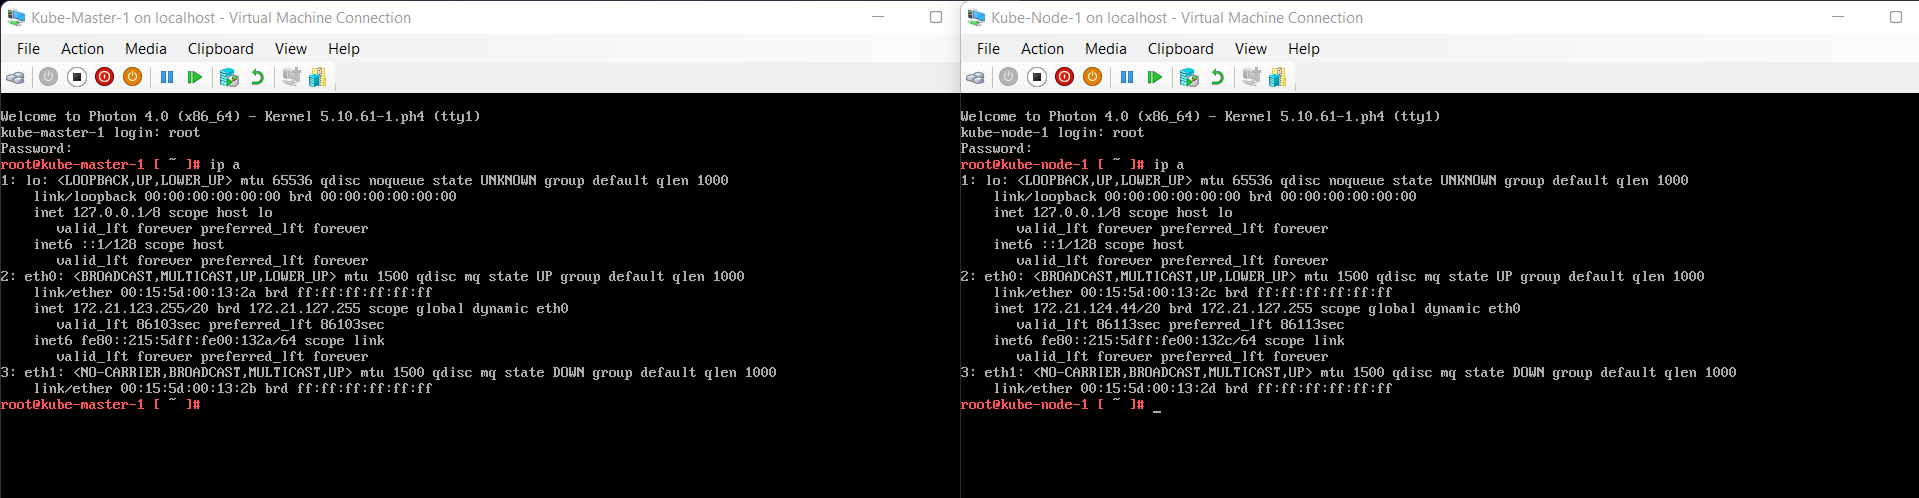 Kube-Master-1 on localhost - Virtual Machine Connection
File Action Media Clipboard View Help
Welcome to Photon 4.0 (x86_64) - Kernel 5.10.61-1.ph4 (tty1)
kube-master-1 login: root
Password:
root@kube-master-1 [ ~ ]# ip a
1: lo: <LOOPBACK,UP,LOWER_UP> mtu 65536 qdisc noqueue state UNKNOWN group default qlen 1000
link/loopback 00:00:00:00:00:00 brd 00:00:00:00:00:00
inet 127.0.0.1/8 scope host lo
valid_lft forever preferred_lft forever
inet6 ::1/128 scope host
valid_lft forever preferred_lft forever
2: eth0: <BROADCAST,MULTICAST,UP,LOWER_UP> mtu 1500 qdisc mq state UP group default qlen 1000
link/ether 00:15:5d:00:13:2a brd ff:ff:ff:ff:ff:ff
inet 172.21.123.255/20 brd 172.21.127.255 scope global dynamic eth0
valid_lft 86103sec preferred_lft 86103sec
inet6 fe80::215:5dff:fe00:132a/64 scope link
valid_lft forever preferred_lft forever
3: eth1: <NO-CARRIER,BROADCAST,MULTICAST,UP> mtu 1500 qdisc mq state DOWN group default qlen 1000
link/ether 00:15:5d:00:13:2b brd ff:ff:ff:ff:ff:ff
root@kube-master-1 [ ~ ]#
Kube-Node-1 on localhost - Virtual Machine Connection
File Action Media Clipboard View Help
Welcome to Photon 4.0 (x86_64) - Kernel 5.10.61-1.ph4 (tty1)
kube-node-1 login: root
Password:
root@kube-node-1 [ ~ ]# ip a
1: lo: <LOOPBACK,UP,LOWER_UP> mtu 65536 qdisc noqueue state UNKNOWN group default qlen 1000
link/loopback 00:00:00:00:00:00 brd 00:00:00:00:00:00
inet 127.0.0.1/8 scope host lo
valid_lft forever preferred_lft forever
inet6 ::1/128 scope host
valid_lft forever preferred_lft forever
2: eth0: <BROADCAST,MULTICAST,UP,LOWER_UP> mtu 1500 qdisc mq state UP group default qlen 1000
link/ether 00:15:5d:00:13:2c brd ff:ff:ff:ff:ff:ff
inet 172.21.124.44/20 brd 172.21.127.255 scope global dynamic eth0
valid_lft 86113sec preferred_lft 86113sec
inet6 fe80::215:5dff:fe00:132c/64 scope link
valid_lft forever preferred_lft forever
3: eth1: <NO-CARRIER,BROADCAST,MULTICAST,UP> mtu 1500 qdisc mq state DOWN group default qlen 1000
link/ether 00:15:5d:00:13:2d brd ff:ff:ff:ff:ff:ff
root@kube-node-1 [ ~ ]# _